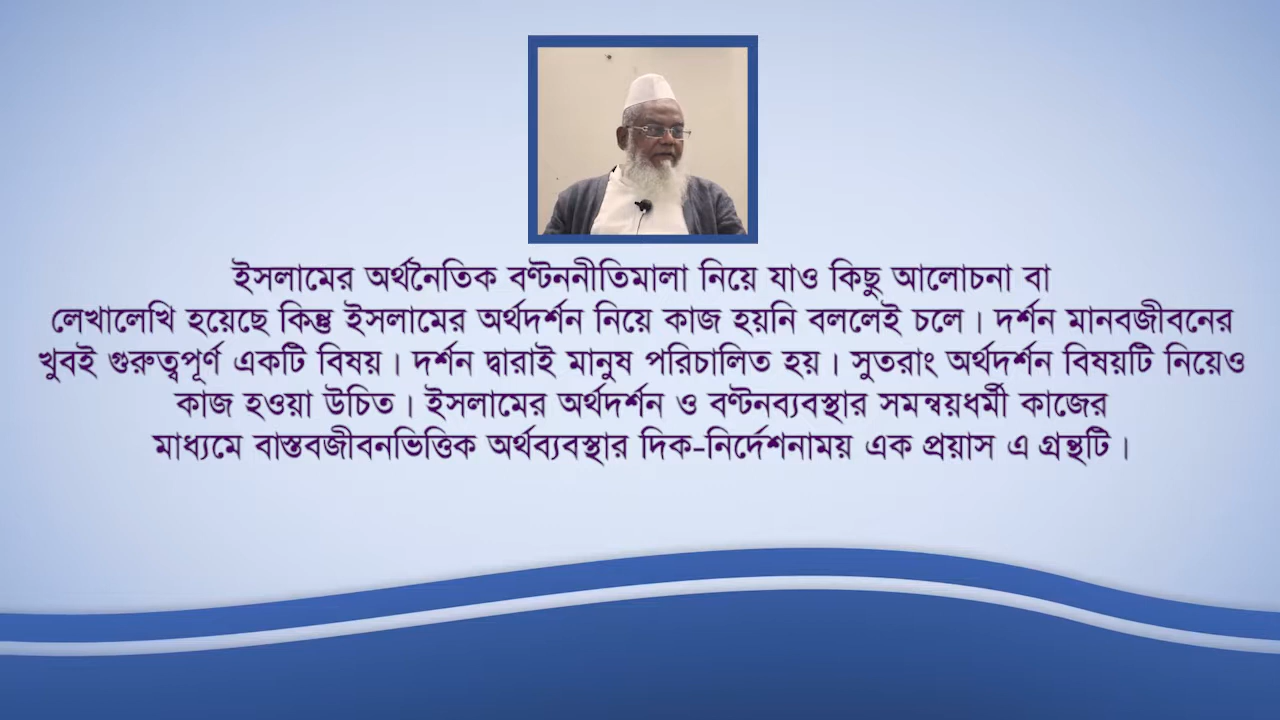 ইসলামের অর্থনৈতিক বণ্টননীতিমালা নিয়ে যাও কিছু আলোচনা বা
লেখালেখি হয়েছে কিন্তু ইসলামের অর্থদর্শন নিয়ে কাজ হয়নি বললেই চলে। দর্শন মানবজীবনের
খুবই গুরুত্বপূর্ণ একটি বিষয়। দর্শন দ্বারাই মানুষ পরিচালিত হয়। সুতরাং অর্থদর্শন বিষয়টি নিয়েও
কাজ হওয়া উচিত। ইসলামের অর্থদর্শন ও বণ্টনব্যবস্থার সমন্বয়ধর্মী কাজের
মাধ্যমে বাস্তবজীবনভিত্তিক অর্থব্যবস্থার দিক-নির্দেশনাময় এক প্রয়াস এ গ্রন্থটি।